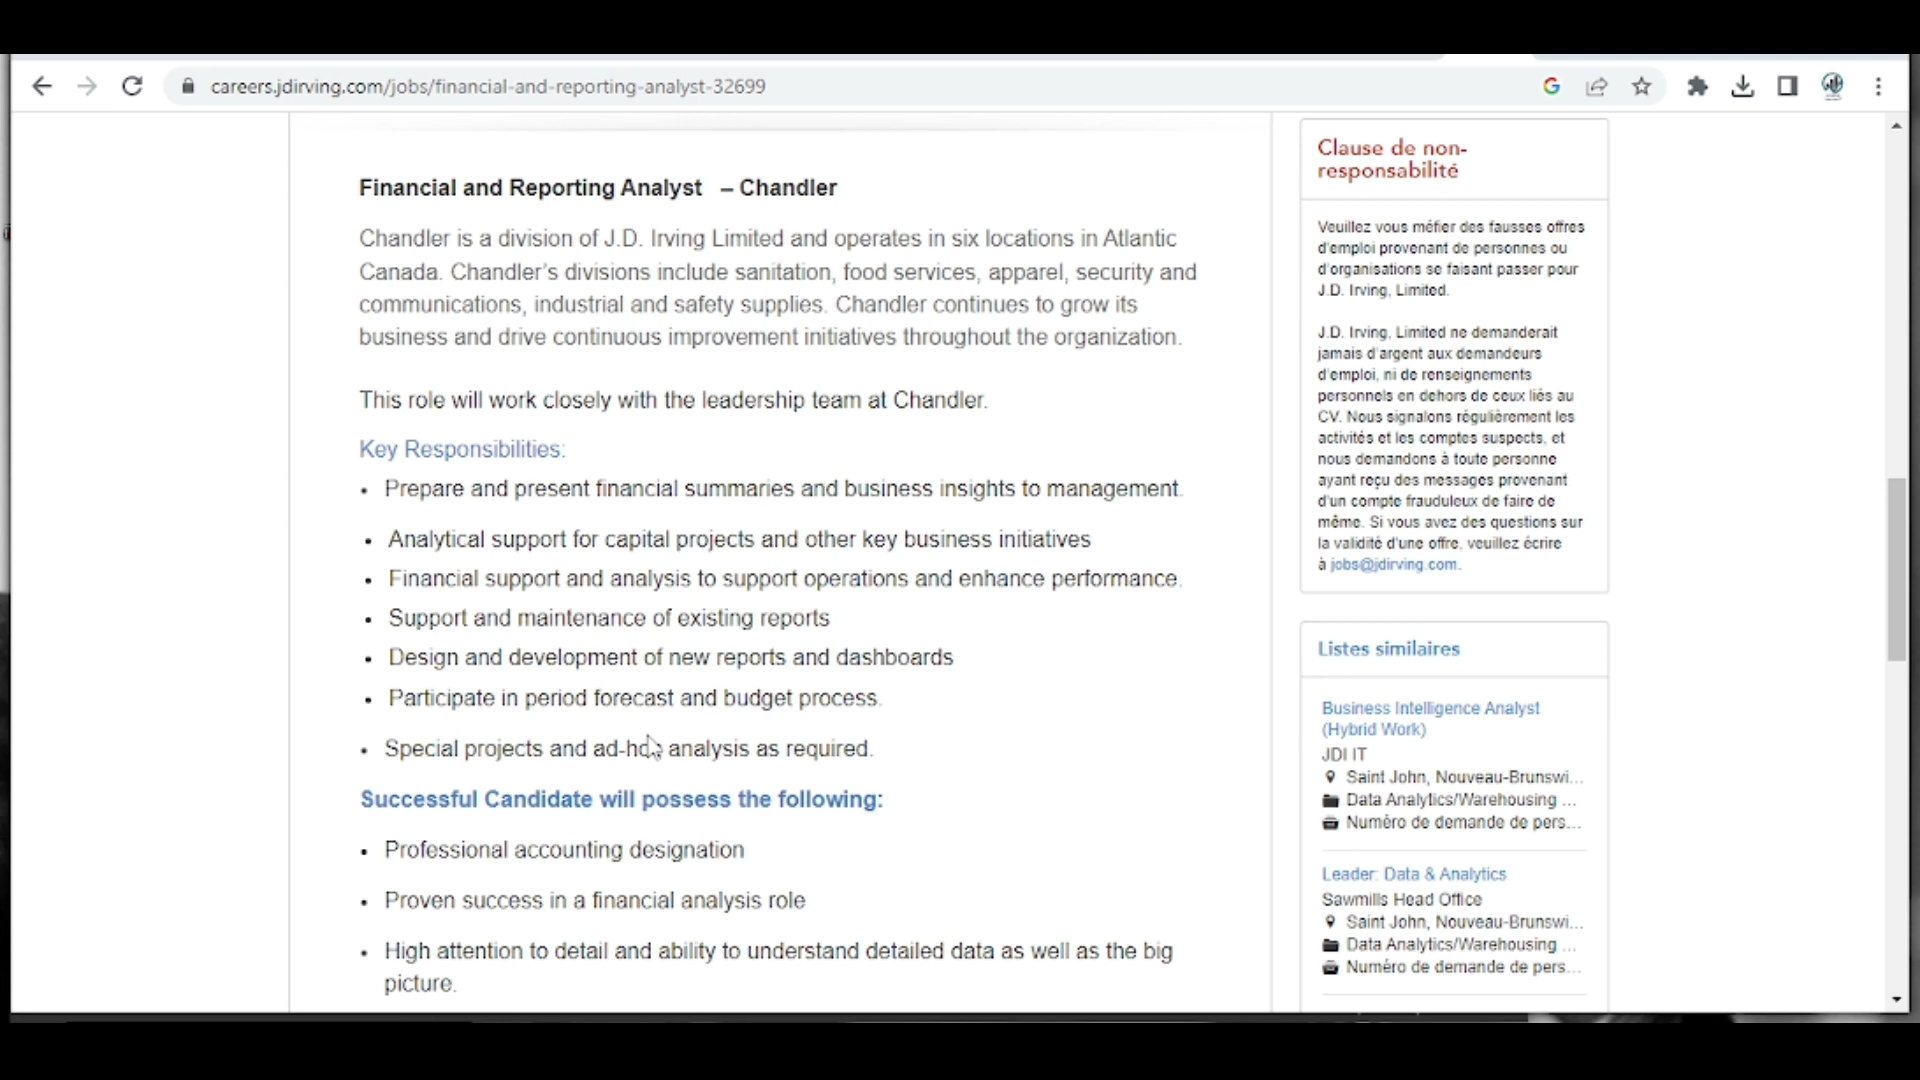 careers.jdirving.com/jobs/financial-and-reporting-analyst-32699
Financial and Reporting Analyst – Chandler
Chandler is a division of J.D. Irving Limited and operates in six locations in Atlantic
Canada. Chandler's divisions include sanitation, food services, apparel, security and
communications, industrial and safety supplies. Chandler continues to grow its
business and drive continuous improvement initiatives throughout the organization.
This role will work closely with the leadership team at Chandler.
Key Responsibilities:
• Prepare and present financial summaries and business insights to management.
• Analytical support for capital projects and other key business initiatives
• Financial support and analysis to support operations and enhance performance.
• Support and maintenance of existing reports
• Design and development of new reports and dashboards
• Participate in period forecast and budget process.
• Special projects and ad-hoc analysis as required.
Successful Candidate will possess the following:
• Professional accounting designation
• Proven success in a financial analysis role
• High attention to detail and ability to understand detailed data as well as the big
picture.
Clause de non-
responsabilité
Veuillez vous méfier des fausses offres
d'emploi provenant de personnes ou
d'organisations se faisant passer pour
J.D. Irving, Limited.
J.D. Irving, Limited ne demanderait
jamais d'argent aux demandeurs
d'emploi, ni de renseignements
personnels en dehors de ceux liés au
CV. Nous signalons régulièrement les
activités et les comptes suspects, et
nous demandons à toute personne
ayant reçu des messages provenant
d'un compte frauduleux de faire de
même. Si vous avez des questions sur
la validité d'une offre, veuillez écrire
à jobs@jdirving.com.
Listes similaires
Business Intelligence Analyst
(Hybrid Work)
JDI IT
Saint John, Nouveau-Brunswi...
Data Analytics/Warehousing ...
Numéro de demande de pers...
Leader: Data & Analytics
Sawmills Head Office
Saint John, Nouveau-Brunswi...
Data Analytics/Warehousing ...
Numéro de demande de pers...